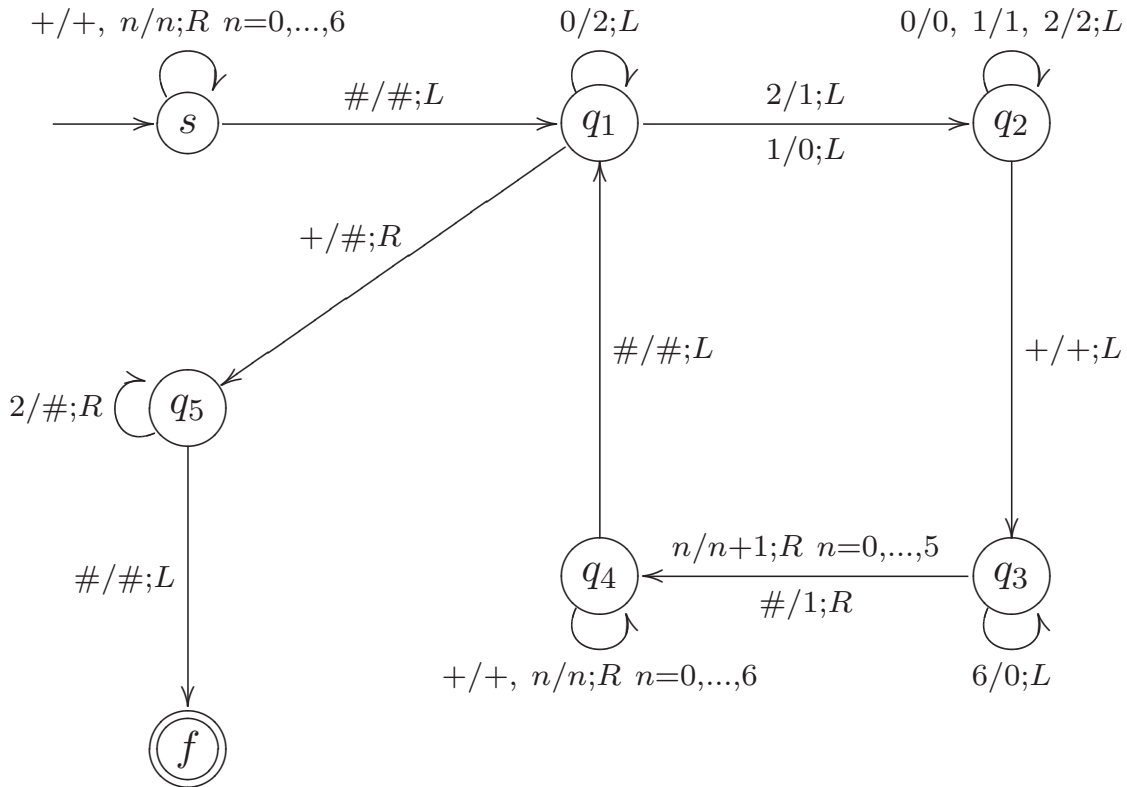 +/+, n/n;R n=0,...,6
0/2;L
0/0, 1/1, 2/2;L
s
#/#;L
q1
2/1;L
1/0;L
q2
+/#;R
#/#;L
+/+;L
2/#;R
q5
#/#;L
q4
n/n+1;R n=0,...,5
#/1;R
q3
+/+, n/n;R n=0,...,6
6/0;L
f